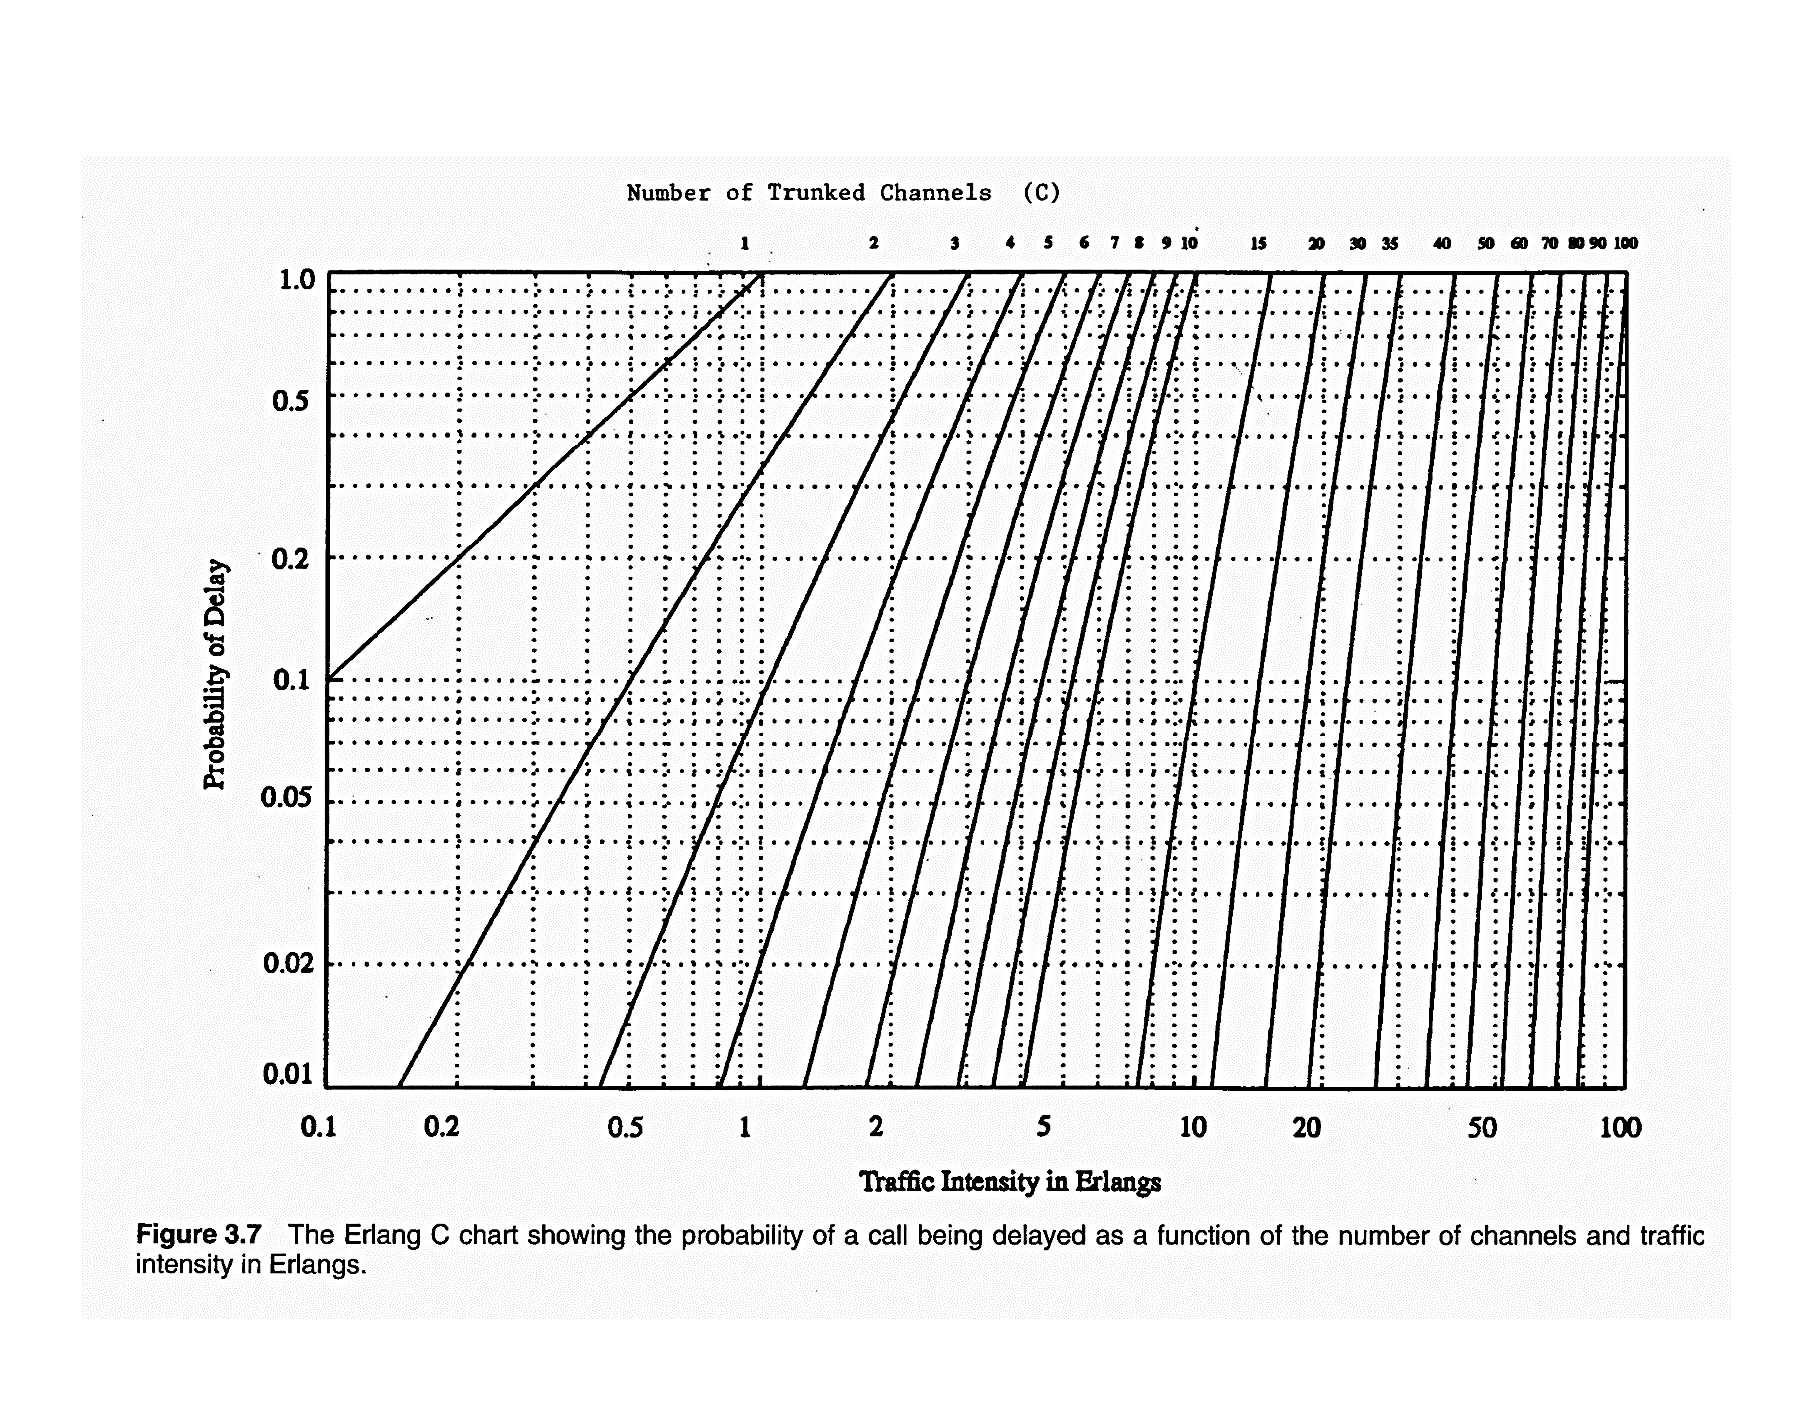 Number of Trunked Channels (C)
1 2 3 4 5 6 7 8 9 10 15 20 30 35 40 50 60 70 80 90 100
1.0
0.5
0.2
0.1
0.05
0.02
0.01
Probability of Delay
0.1 0.2 0.5 1 2 5 10 20 50 100
Traffic Intensity in Erlangs
Figure 3.7 The Erlang C chart showing the probability of a call being delayed as a function of the number of channels and traffic
intensity in Erlangs.